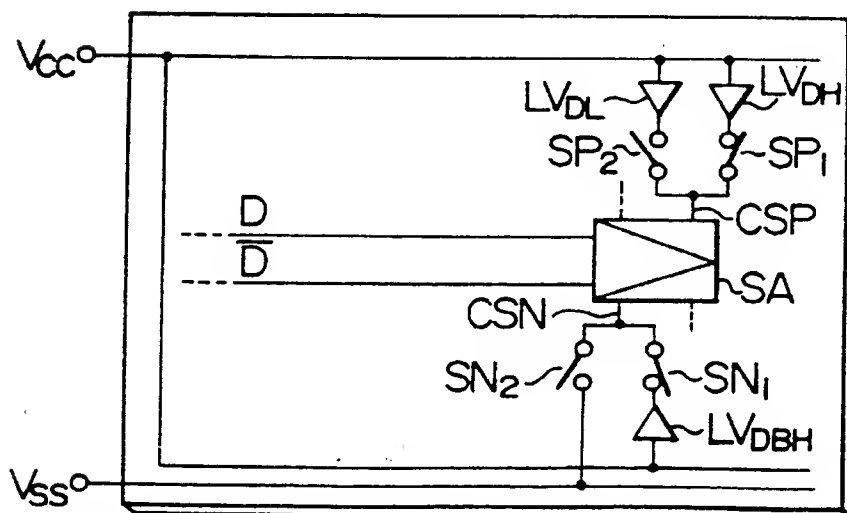 VCC
LVDL
LVDH
SP2
SP1
D
CSP
D̅
SA
CSN
SN2
SN1
LVDBH
VSS